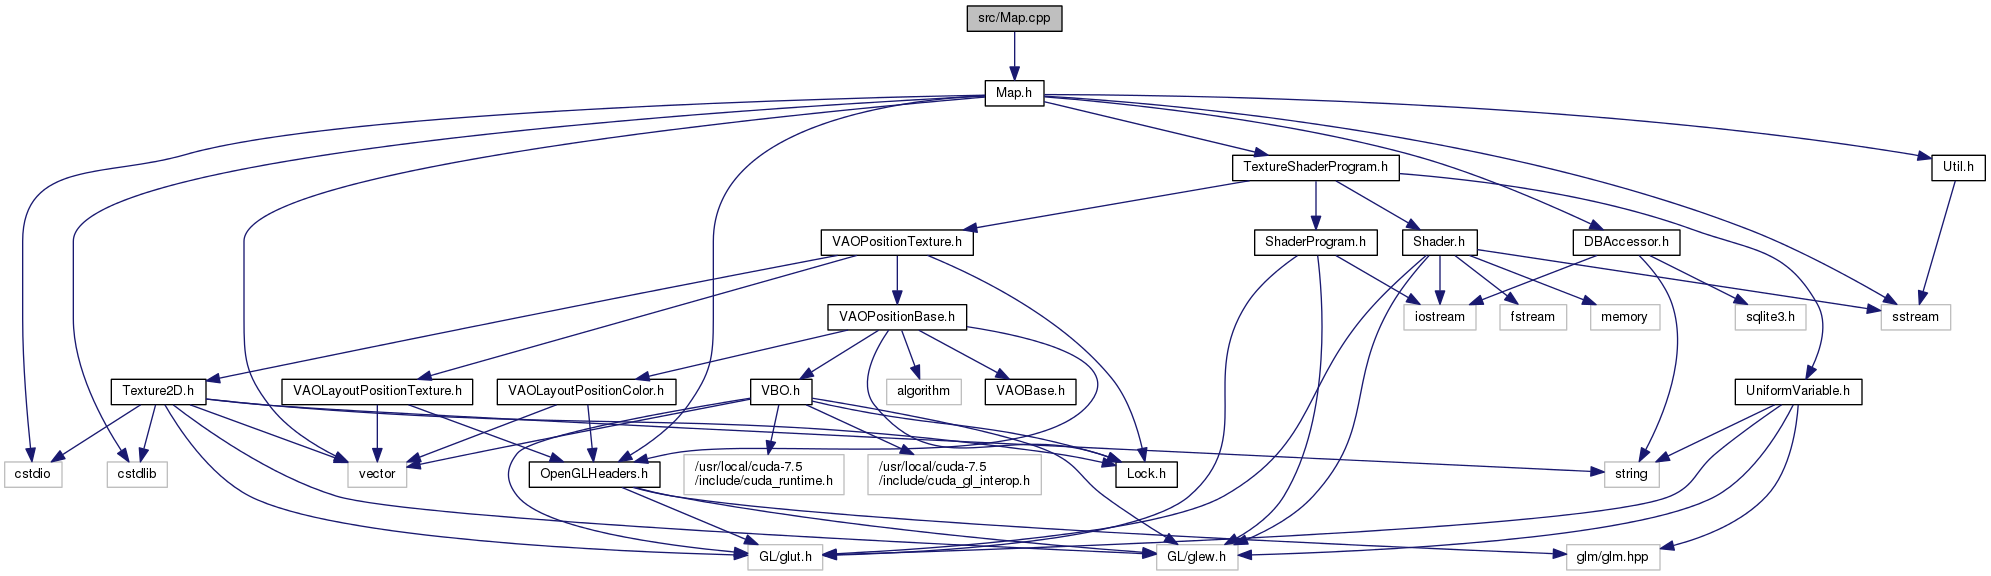 src/Map.cpp
Map.h
TextureShaderProgram.h
Util.h
VAOPositionTexture.h
ShaderProgram.h
Shader.h
DBAccessor.h
VAOPositionBase.h
iostream
fstream
memory
sqlite3.h
sstream
Texture2D.h
VAOLayoutPositionTexture.h
VAOLayoutPositionColor.h
VBO.h
algorithm
VAOBase.h
UniformVariable.h
cstdio
cstdlib
vector
OpenGLHeaders.h
/usr/local/cuda-7.5
/include/cuda_runtime.h
/usr/local/cuda-7.5
/include/cuda_gl_interop.h
Lock.h
string
GL/glut.h
GL/glew.h
glm/glm.hpp